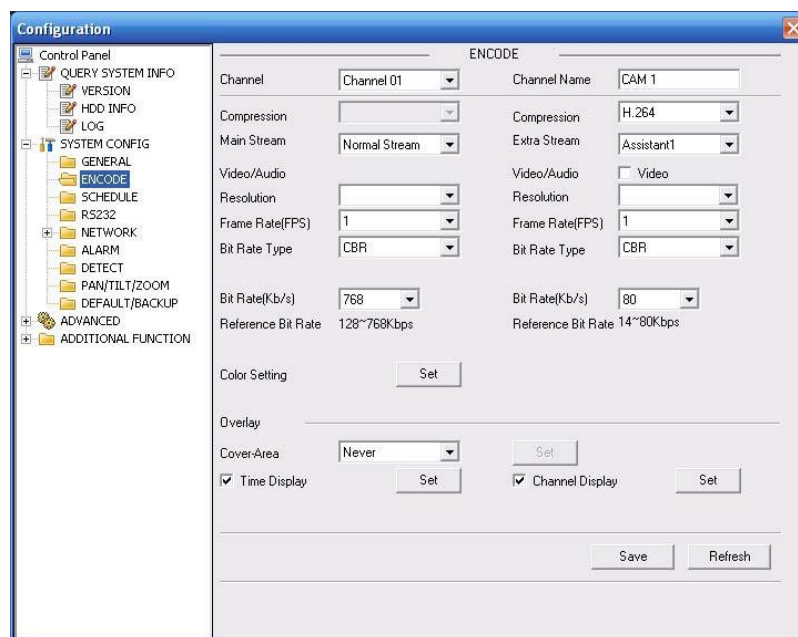 Configuration
Control Panel
QUERY SYSTEM INFO
VERSION
HDD INFO
LOG
SYSTEM CONFIG
GENERAL
ENCODE
SCHEDULE
RS232
NETWORK
ALARM
DETECT
PAN/TILT/ZOOM
DEFAULT/BACKUP
ADVANCED
ADDITIONAL FUNCTION
ENCODE
Channel Channel 01 Channel Name CAM 1
Compression Compression H.264
Main Stream Normal Stream Extra Stream Assistant1
Video/Audio Video/Audio Video
Resolution Resolution
Frame Rate(FPS) 1 Frame Rate(FPS) 1
Bit Rate Type CBR Bit Rate Type CBR
Bit Rate(Kb/s) 768 Bit Rate(Kb/s) 80
Reference Bit Rate 128~768Kbps Reference Bit Rate 14~80Kbps
Color Setting Set
Overlay
Cover-Area Never Set
Time Display Set Channel Display Set
Save Refresh